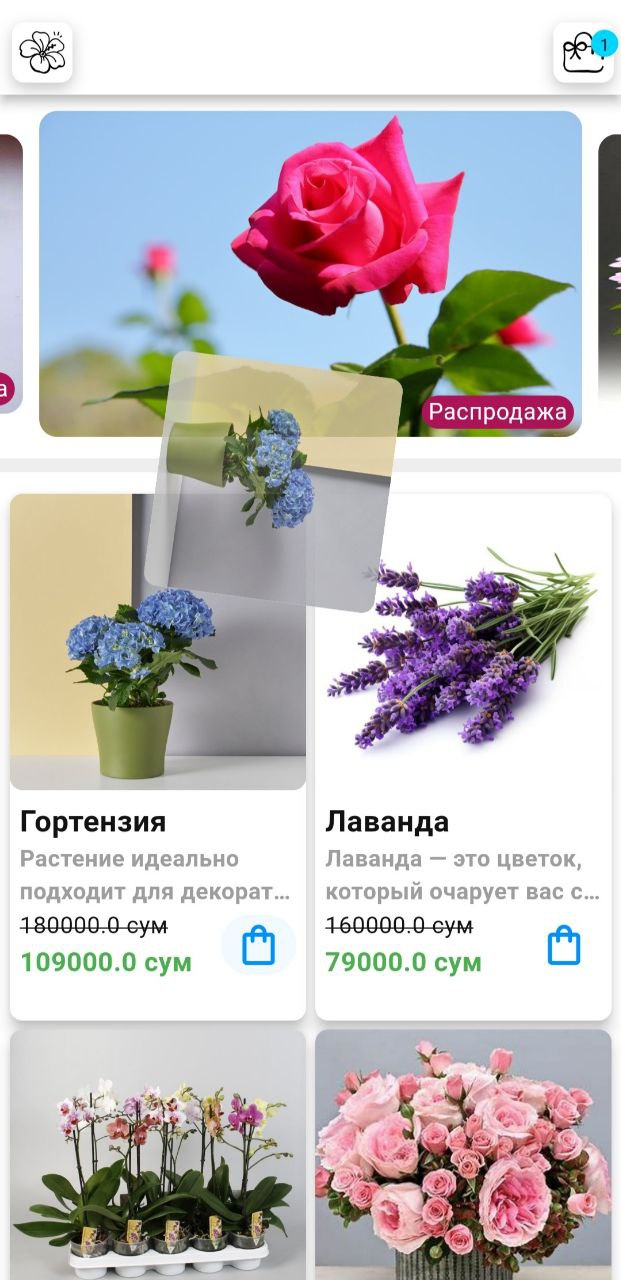 1
а
Распродажа
Гортензия
Растение идеально
подходит для декорат…
180000.0 сум
109000.0 сум
Лаванда
Лаванда — это цветок,
который очарует вас с…
160000.0 сум
79000.0 сум